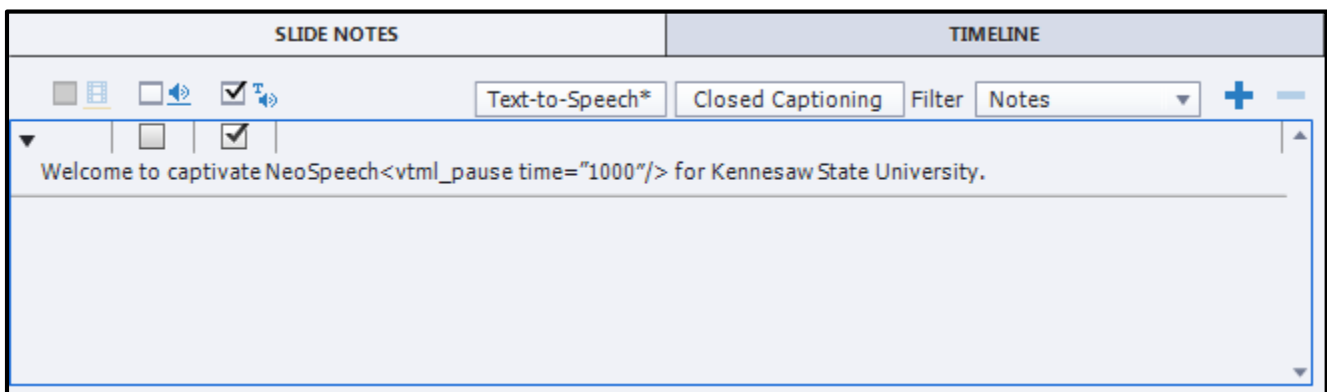 SLIDE NOTES
TIMELINE
T
Text-to-Speech*
Closed Captioning
Filter
Notes
Welcome to captivate NeoSpeech<vtml_pause time="1000"/> for Kennesaw State University.